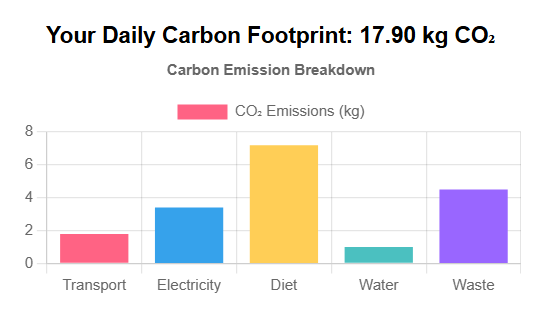 Your Daily Carbon Footprint: 17.90 kg CO₂
Carbon Emission Breakdown
CO₂ Emissions (kg)
8
6
4
2
0
Transport Electricity Diet Water Waste